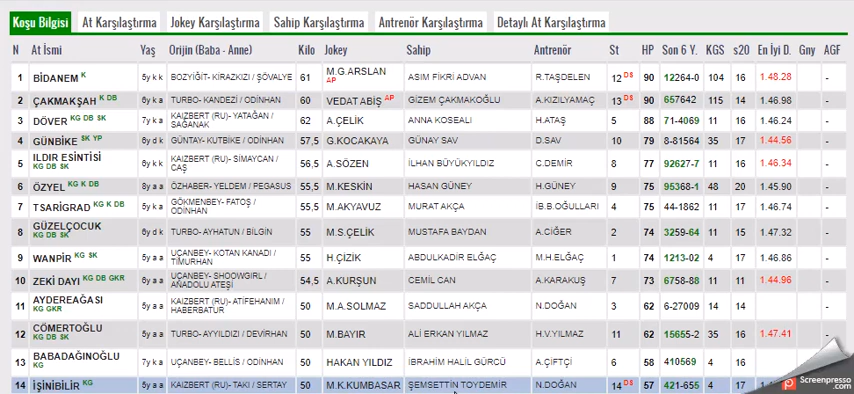 Koşu Bilgisi At Karşılaştırma Jokey Karşılaştırma Sahip Karşılaştırma Antrenör Karşılaştırma Detaylı At Karşılaştırma
N At İsmi Yaş Orijin (Baba - Anne) Kilo Jokey Sahip Antrenör St HP Son 6 Y. KGS s20 En İyi D. Gny AGF
1 BİDANEM K 6y k k BOZYİĞİT- KİRAZKIZI / ŞÖVALYE 61 M.G.ARSLAN AP ASIM FİKRİ ADVAN R.TAŞDELEN 12 DS 90 12264-0 104 16 1.48.28 -
2 ÇAKMAKŞAH K DB 6y a a TURBO- KANDEZİ / ODİNHAN 60 VEDAT ABİŞ AP GİZEM ÇAKMAKOĞLU A.KIZILYAMAÇ 13 DS 90 657642 115 14 1.46.98 -
3 DÖVER KG DB SK 7y k a KAIZBERT (RU)- YATAĞAN / SAĞANAK 62 A.ÇELİK ANNA KOSEALI H.ATAŞ 5 88 71-4069 11 16 1.46.24 -
4 GÜNBİKE SK YP 6y d k GÜNTAY- KUTBİKE / ODİNHAN 57,5 G.KOCAKAYA GÜNAY SAV D.SAV 10 79 8-81564 35 17 1.44.56 -
5 ILDIR ESİNTİSİ KG DB SK 6y d k KAIZBERT (RU)- SİMAYCAN / CAŞ 56,5 A.SÖZEN İLHAN BÜYÜKYILDIZ C.DEMİR 8 77 92627-7 11 16 1.46.34 -
6 ÖZYEL KG K DB 8y a a ÖZHABER- YELDEM / PEGASUS 55,5 M.KESKİN HASAN GÜNEY H.GÜNEY 9 75 95368-1 48 20 1.45.90 -
7 TSARİGRAD KG K DB 5y k a GÖKMENBEY- FATOŞ / ODİNHAN 55,5 M.AKYAVUZ MURAT AKÇA İB.B.OĞULLARI 4 75 44-1862 11 17 1.46.74 -
8 GÜZELÇOCUK KG DB SK 6y d k TURBO- AYHATUN / BİLGİN 55 M.S.ÇELİK MUSTAFA BAYDAN A.CİĞER 2 74 3259-64 11 15 1.47.32 -
9 WANPİR KG SK 5y a a UÇANBEY- KOTAN KANADI / TİMURHAN 55 H.ÇİZİK ABDULKADİR ELĞAÇ M.H.ELĞAÇ 1 74 1213-02 4 17 1.46.86 -
10 ZEKİ DAYI KG DB GKR 6y a a UÇANBEY- SHOOWGIRL / ANADOLU ATEŞİ 54,5 A.KURŞUN CEMİL CAN A.KARAKUŞ 7 73 6758-88 11 11 1.44.96 -
11 AYDEREAĞASI KG GKR 5y a a KAIZBERT (RU)- ATİFEHANIM / HABERBATUR 50 M.A.SOLMAZ SADDULLAH AKÇA N.DOĞAN 3 62 6-27009 14 14 -
12 CÖMERTOĞLU KG DB SK 6y a a TURBO- AYYILDIZI / DEVİRHAN 50 M.BAYIR ALİ ERKAN YILMAZ H.V.YILMAZ 11 62 15655-2 35 16 1.47.41 -
13 BABADAĞINOĞLU KG 7y k a UÇANBEY- BELLİS / ODİNHAN 50 HAKAN YILDIZ İBRAHİM HALİL GÜRCÜ A.ÇİFTÇİ 6 58 410569 4 16
14 İŞİNİBİLİR KG 5y a a KAIZBERT (RU)- TAKI / SERTAY 50 M.K.KUMBASAR ŞEMSETTİN TOYDEMİR N.DOĞAN 14 DS 57 421-655 4 17
Screenpresso
.com